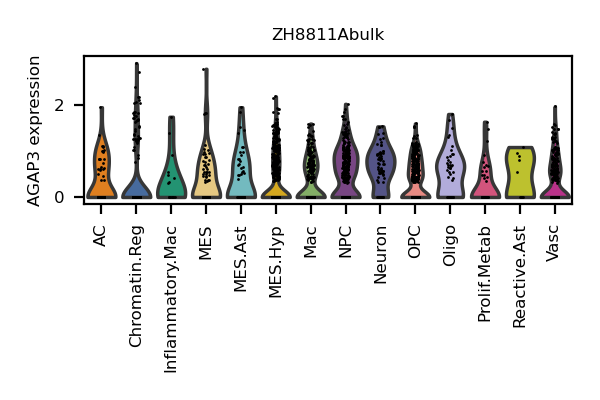 ZH8811Abulk
AGAP3 expression
2
0
AC
Chromatin.Reg
Inflammatory.Mac
MES
MES.Ast
MES.Hyp
Mac
NPC
Neuron
OPC
Oligo
Prolif.Metab
Reactive.Ast
Vasc